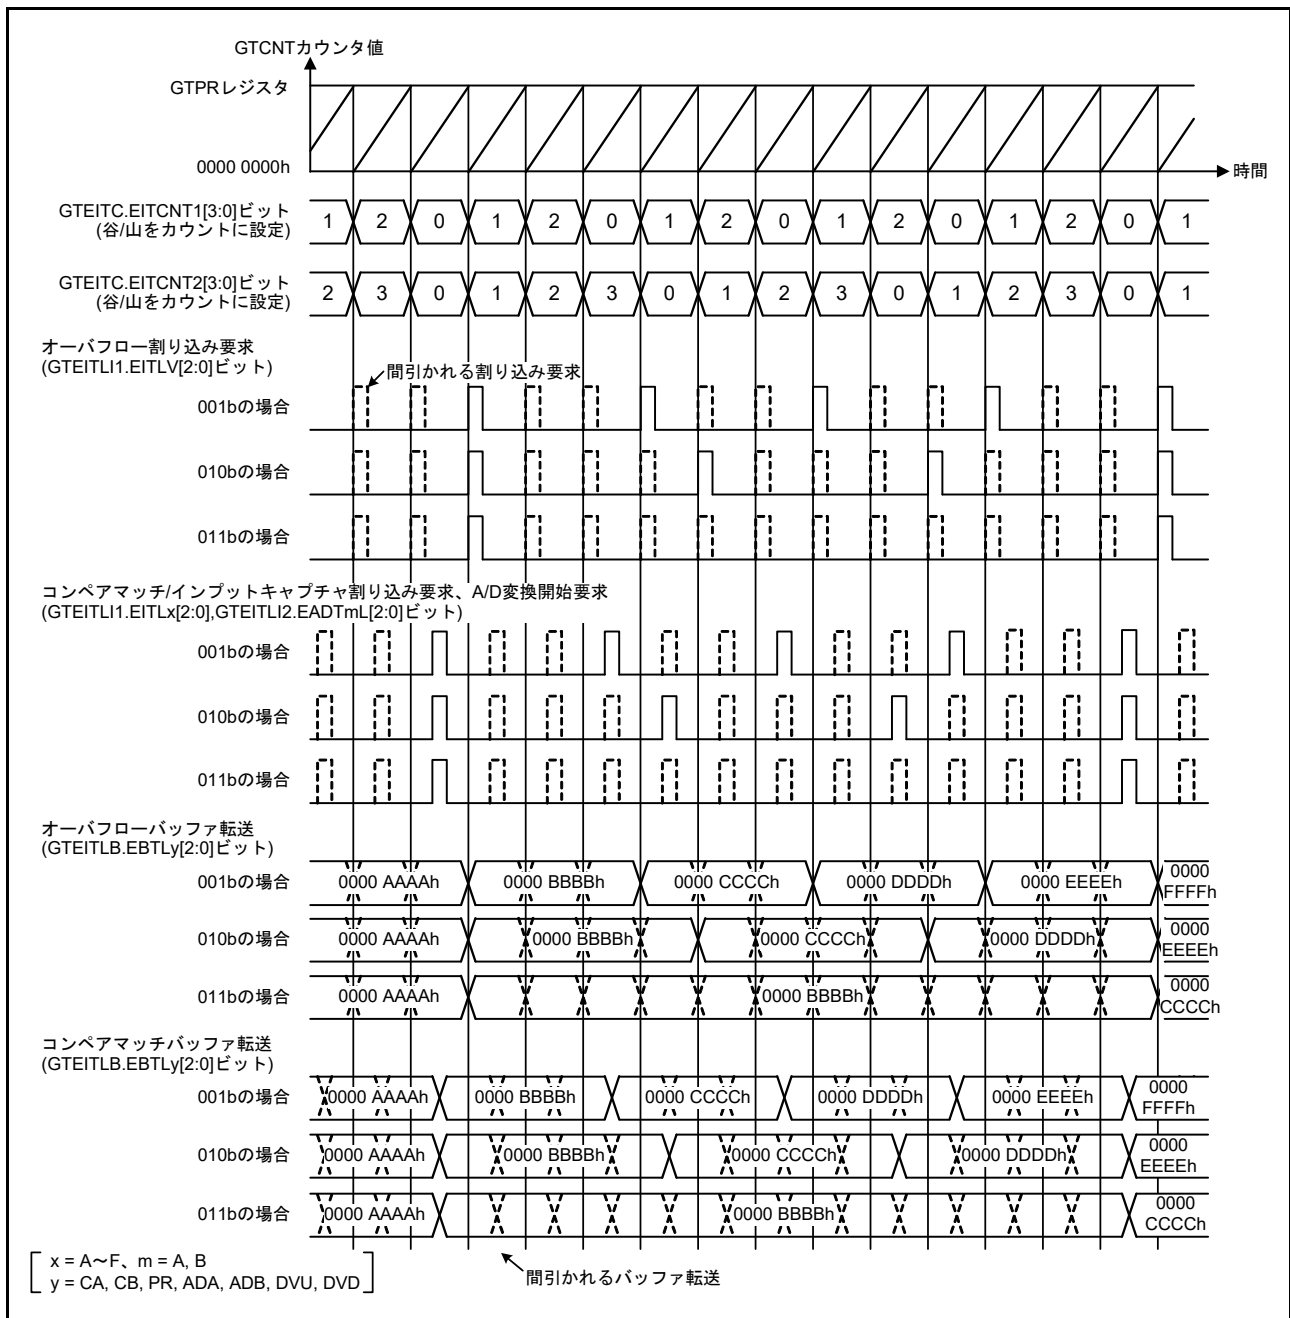 GTCNTカウンタ値
GTPRレジスタ
0000 0000h
時間
GTEITC.EITCNT1[3:0]ビット
(谷/山をカウントに設定)
1 2 0 1 2 0 1 2 0 1 2 0 1 2 0 1
GTEITC.EITCNT2[3:0]ビット
(谷/山をカウントに設定)
2 3 0 1 2 3 0 1 2 3 0 1 2 3 0 1
オーバフロー割り込み要求
(GTEITLI1.EITLV[2:0]ビット)
間引かれる割り込み要求
001bの場合
010bの場合
011bの場合
コンペアマッチ/インプットキャプチャ割り込み要求、A/D変換開始要求
(GTEITLI1.EITLx[2:0],GTEITLI2.EADTmL[2:0]ビット)
001bの場合
010bの場合
011bの場合
オーバフローバッファ転送
(GTEITLB.EBTLy[2:0]ビット)
001bの場合 0000 AAAAh 0000 BBBBh 0000 CCCCh 0000 DDDDh 0000 EEEEh 0000 FFFFh
010bの場合 0000 AAAAh 0000 BBBBh 0000 CCCCh 0000 DDDDh 0000 EEEEh
011bの場合 0000 AAAAh 0000 BBBBh 0000 CCCCh
コンペアマッチバッファ転送
(GTEITLB.EBTLy[2:0]ビット)
001bの場合 0000 AAAAh 0000 BBBBh 0000 CCCCh 0000 DDDDh 0000 EEEEh 0000 FFFFh
010bの場合 0000 AAAAh 0000 BBBBh 0000 CCCCh 0000 DDDDh 0000 EEEEh
011bの場合 0000 AAAAh 0000 BBBBh 0000 CCCCh
x = A～F、m = A, B
y = CA, CB, PR, ADA, ADB, DVU, DVD
間引かれるバッファ転送